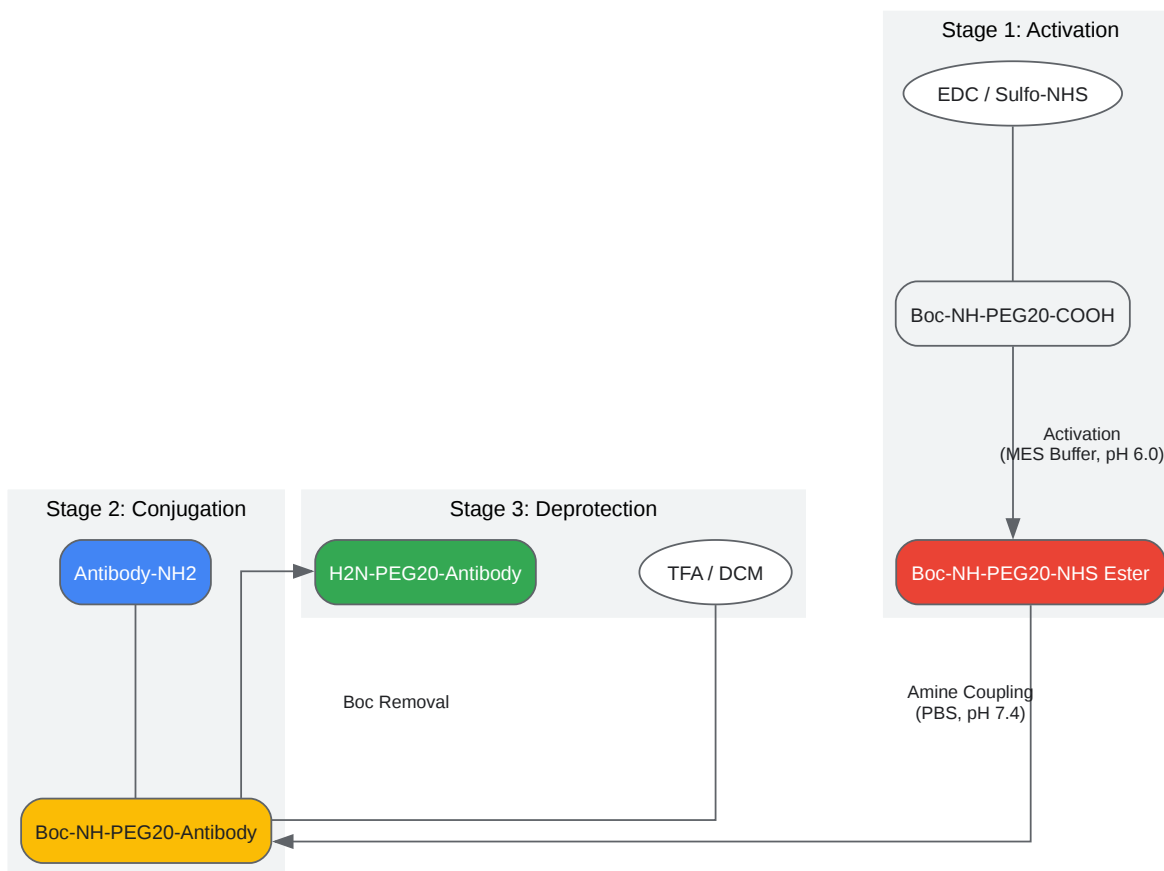 Stage 1: Activation
EDC / Sulfo-NHS
Boc-NH-PEG20-COOH
Activation
(MES Buffer, pH 6.0)
Boc-NH-PEG20-NHS Ester
Amine Coupling
(PBS, pH 7.4)
Stage 2: Conjugation
Antibody-NH2
Boc-NH-PEG20-Antibody
Stage 3: Deprotection
H2N-PEG20-Antibody
TFA / DCM
Boc Removal